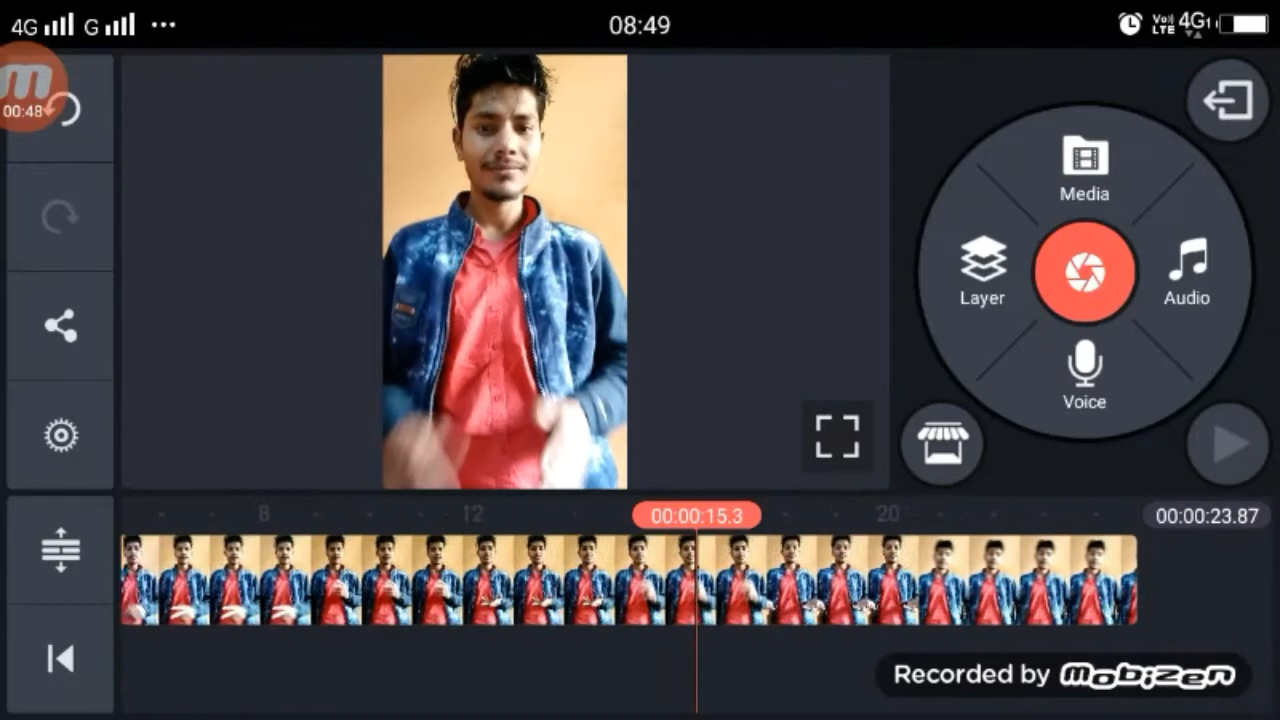 4G G ••• 08:49 VoLTE 4G
00:48
Media
Layer
Audio
Voice
8 12 00:00:15.3 20 00:00:23.87
Recorded by mobizen